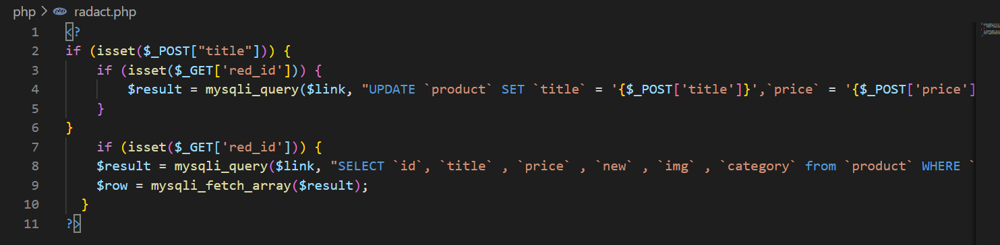 php > php radact.php
1 <?
2 if (isset($_POST["title"])) {
3 if (isset($_GET['red_id'])) {
4 $result = mysqli_query($link, "UPDATE `product` SET `title` = '{$_POST['title']}',`price` = '{$_POST['price']
5 }
6 }
7 if (isset($_GET['red_id'])) {
8 $result = mysqli_query($link, "SELECT `id`, `title` , `price` , `new` , `img` , `category` from `product` WHERE `
9 $row = mysqli_fetch_array($result);
10 }
11 ?>